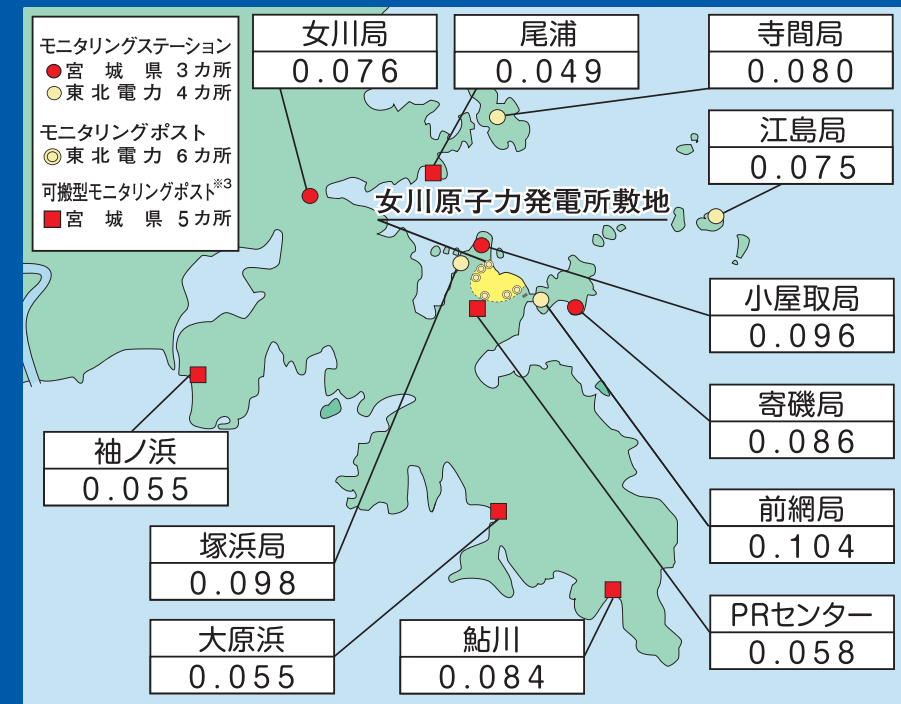 モニタリングステーション
宮城県 3カ所
東北電力 4カ所
モニタリングポスト
東北電力 6カ所
可搬型モニタリングポスト※3
宮城県 5カ所
女川局
0.076
尾浦
0.049
寺間局
0.080
江島局
0.075
女川原子力発電所敷地
小屋取局
0.096
寄磯局
0.086
前網局
0.104
PRセンター
0.058
袖ノ浜
0.055
塚浜局
0.098
大原浜
0.055
鮎川
0.084